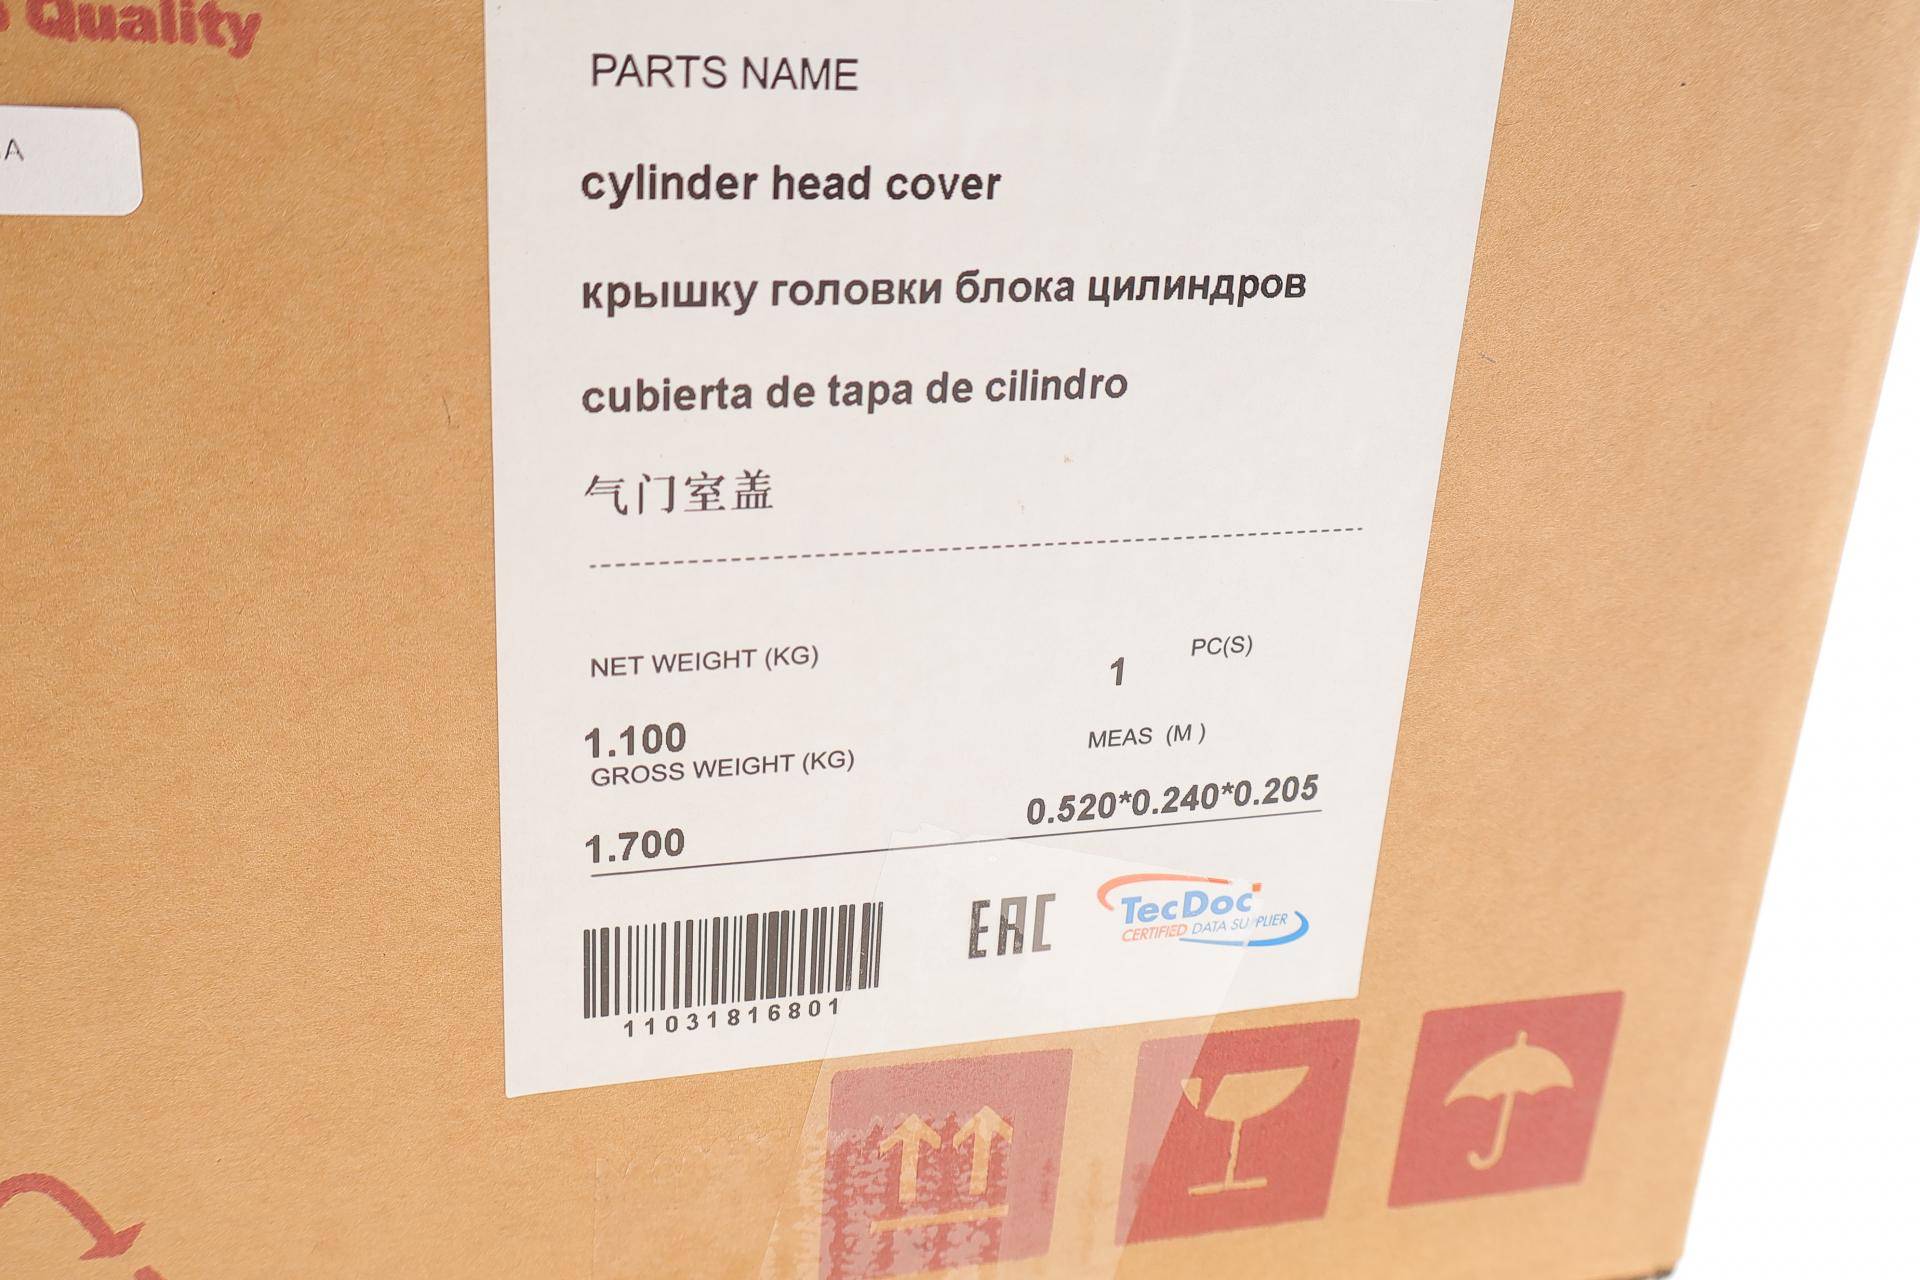 Quality
A
PARTS NAME
cylinder head cover
крышку головки блока цилиндров
cubierta de tapa de cilindro
气门室盖
NET WEIGHT (KG)
1 PC(S)
1.100
GROSS WEIGHT (KG)
MEAS (M)
1.700
0.520*0.240*0.205
11031816801
EAC
TecDoc
CERTIFIED DATA SUPPLIER